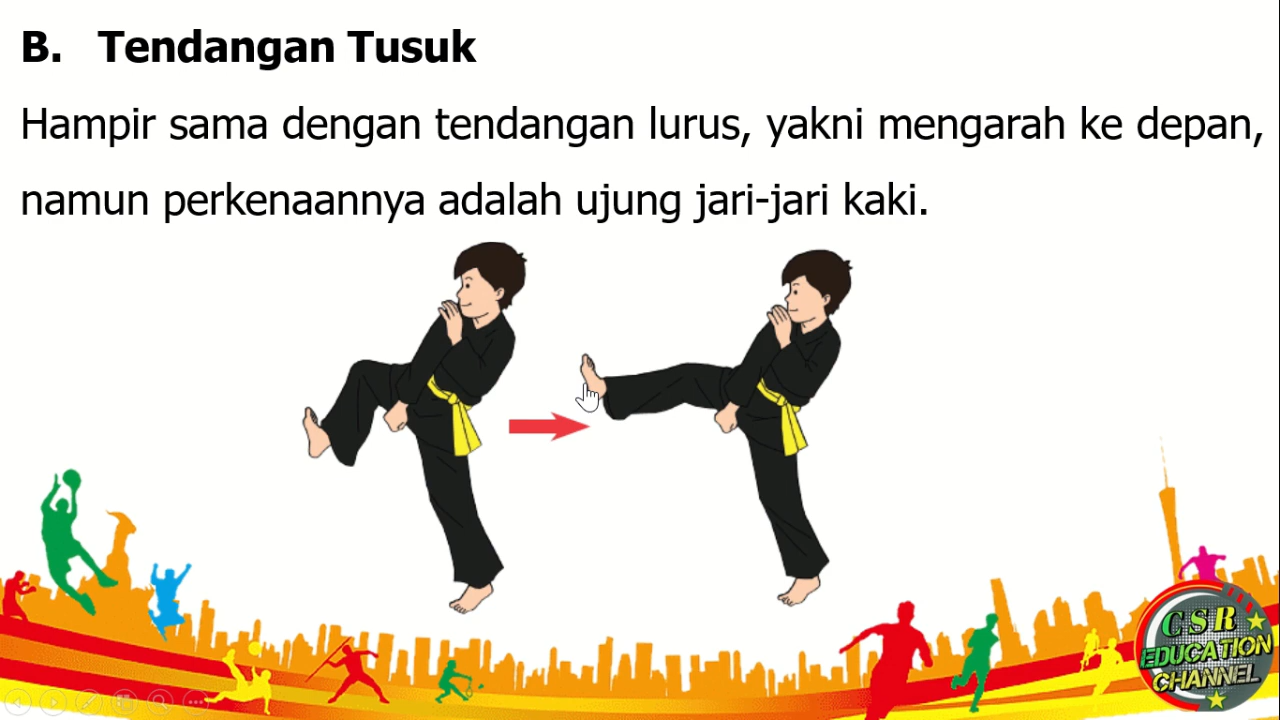 B. Tendangan Tusuk
Hampir sama dengan tendangan lurus, yakni mengarah ke depan,
namun perkenaannya adalah ujung jari-jari kaki.
CSR
EDUCATION
CHANNEL